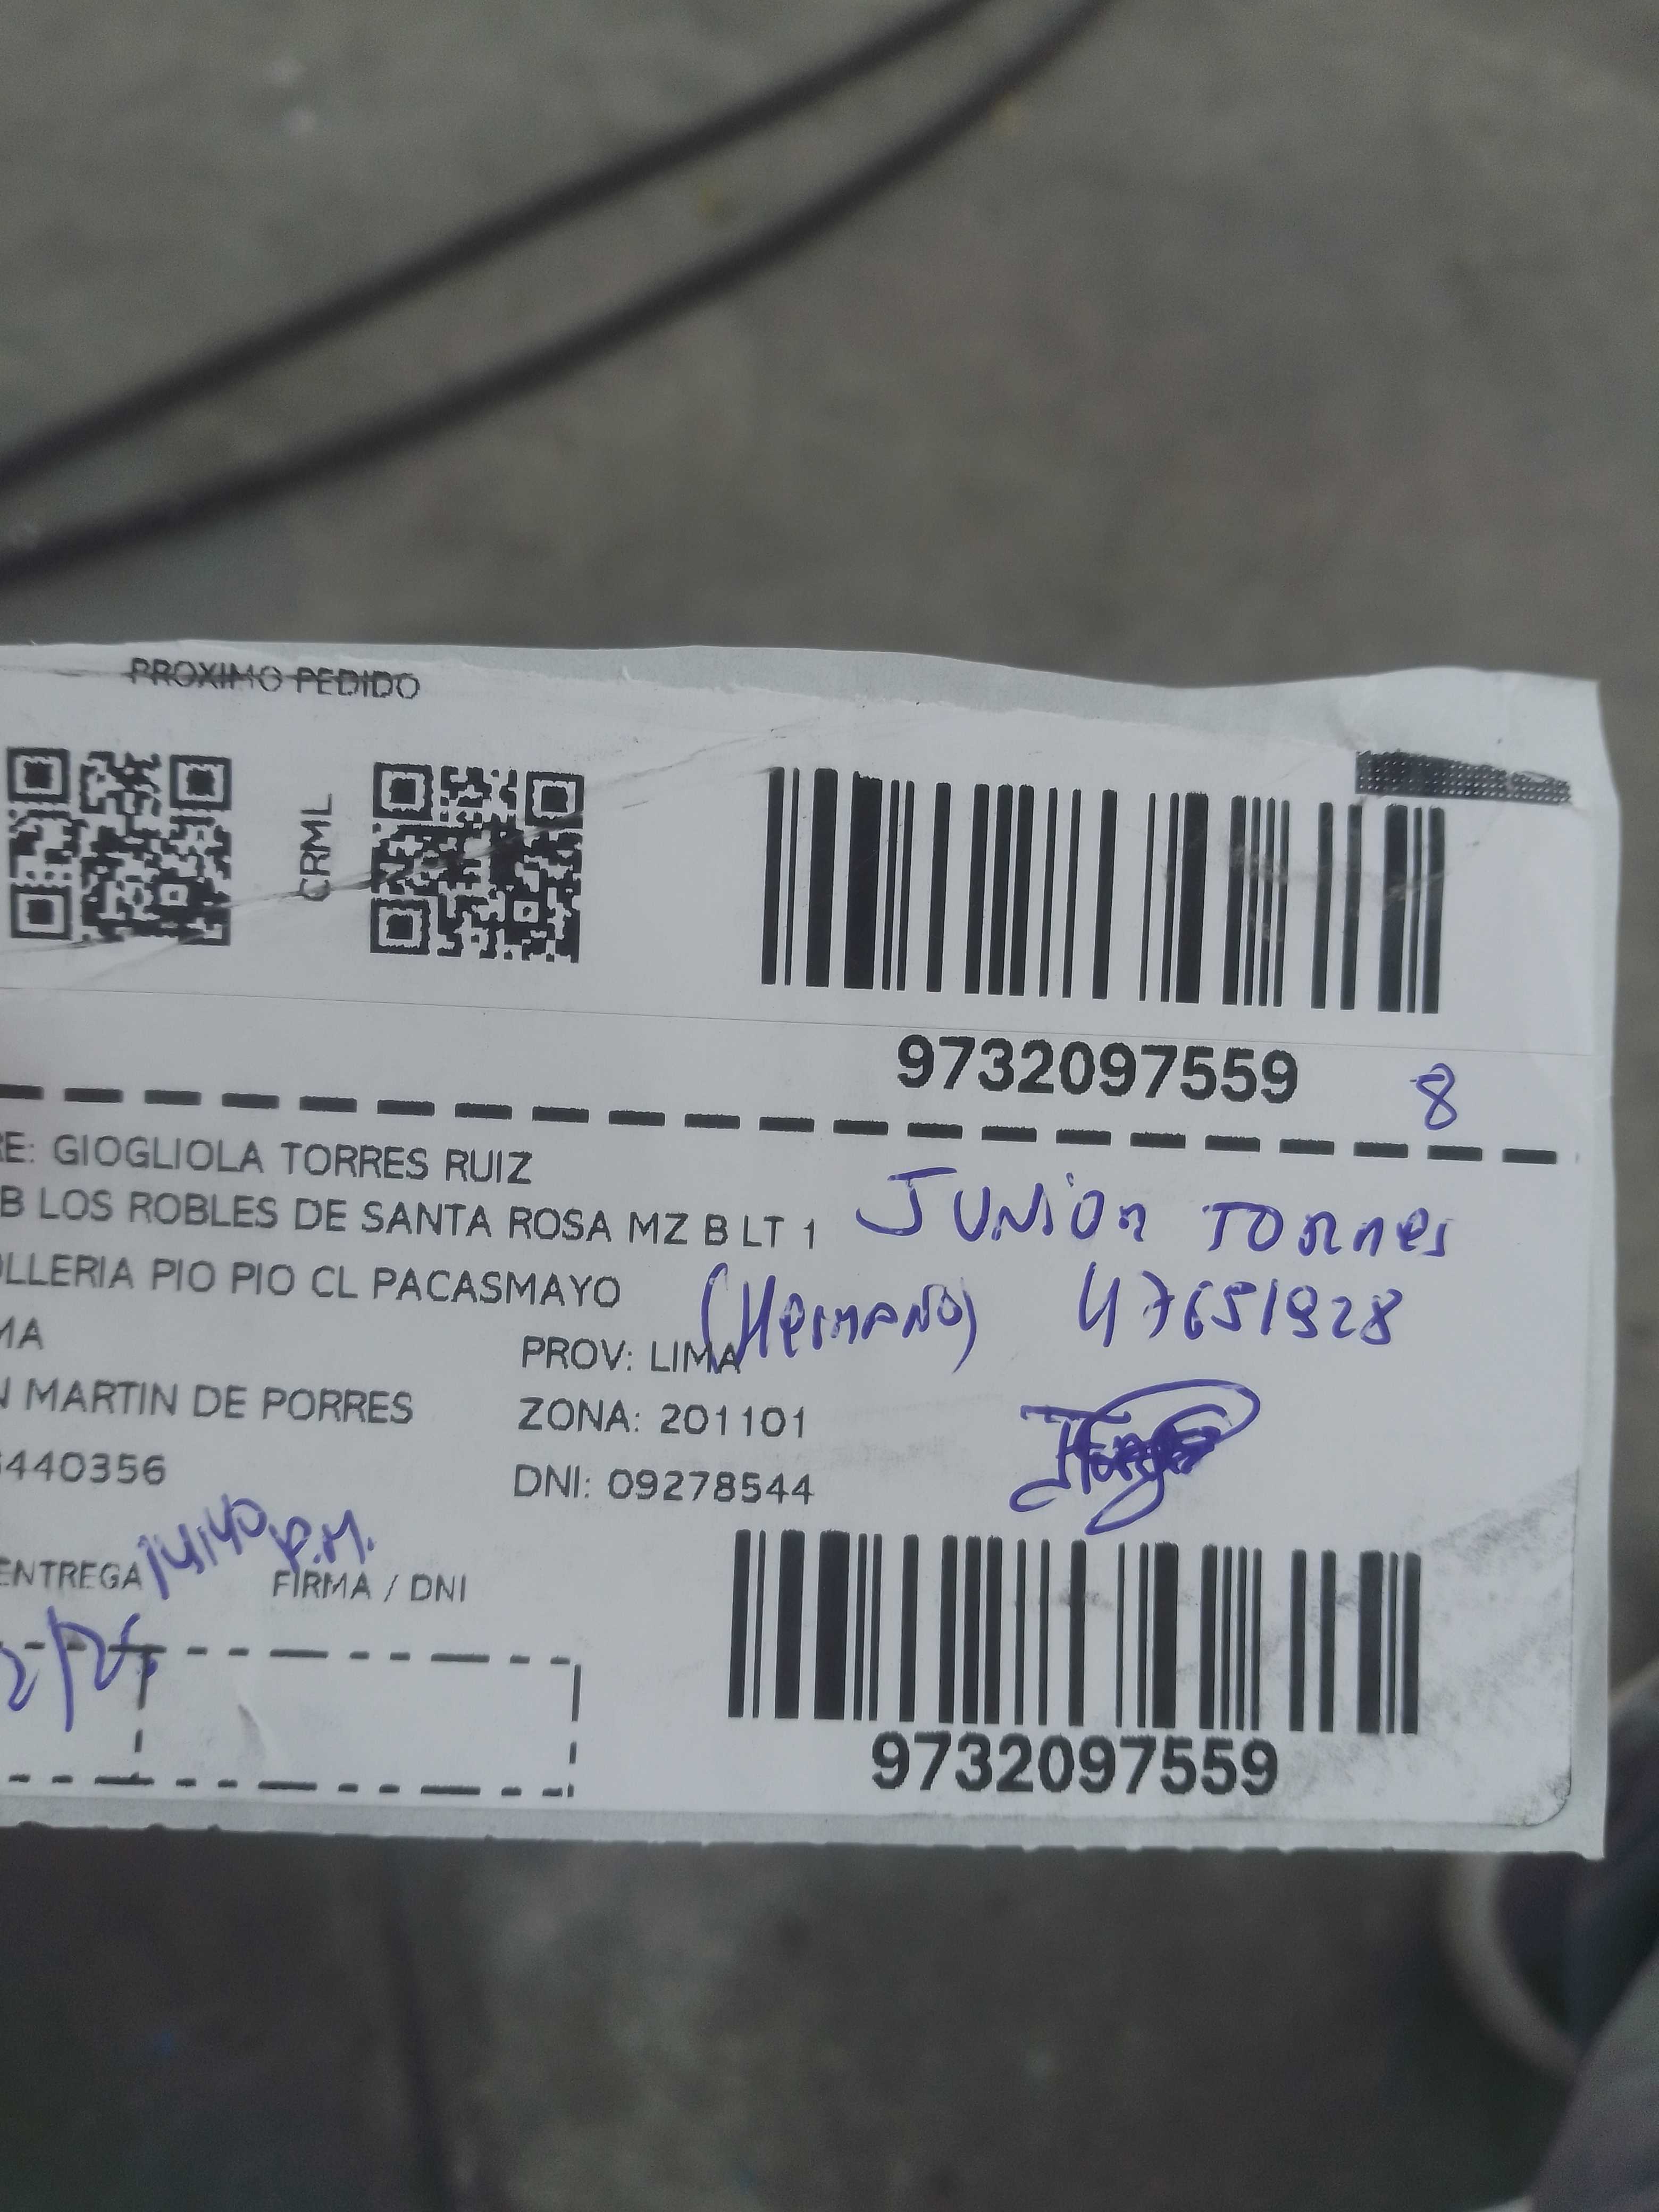 PROXIMO PEDIDO
CRML
9732097559
8
RE: GIOGLIOLA TORRES RUIZ
B LOS ROBLES DE SANTA ROSA MZ B LT 1
JUNIOR TORRES
OLLERIA PIO PIO CL PACASMAYO
(HERMANO) 47651928
MA
PROV: LIMA
N MARTIN DE PORRES
ZONA: 201101
440356
DNI: 09278544
14:40 P.M.
ENTREGA
FIRMA / DNI
9732097559